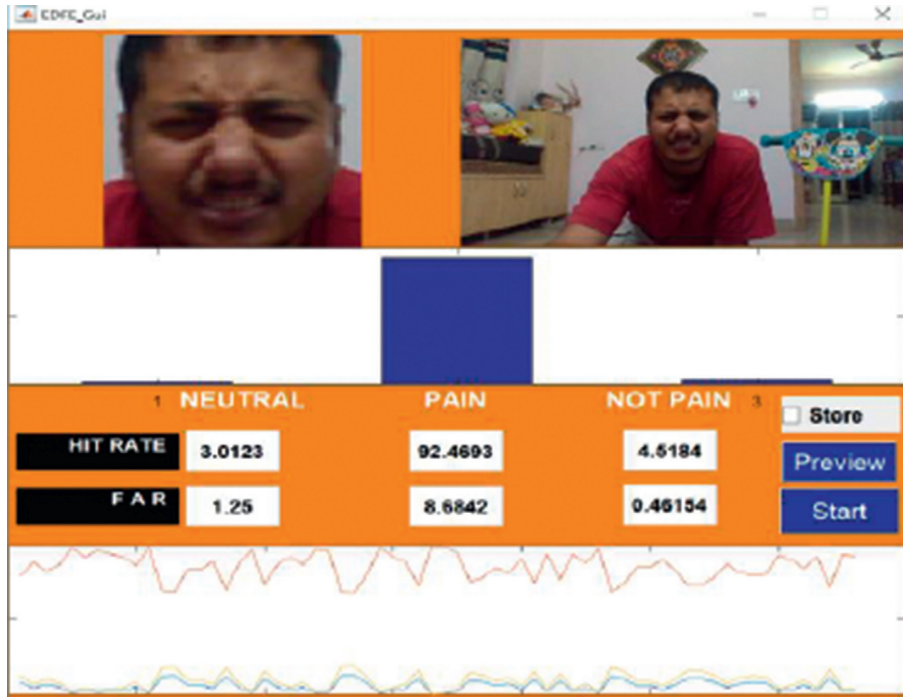 EDFE_Gui
1 NEUTRAL PAIN NOT PAIN 3
Store
HIT RATE 3.0123 92.4693 4.5184
Preview
F A R 1.25 8.6842 0.46154
Start